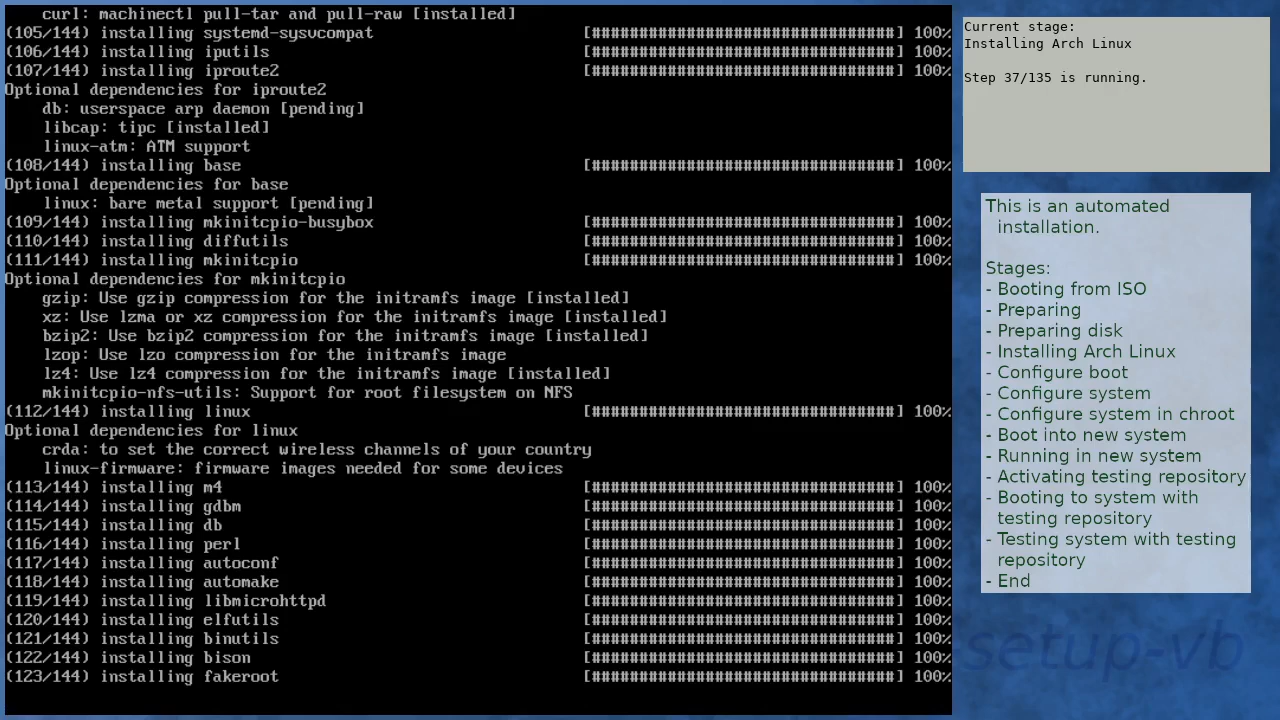 curl: machinectl pull-tar and pull-raw [installed]
(105/144) installing systemd-sysvcompat [################################] 100%
(106/144) installing iputils [################################] 100%
(107/144) installing iproute2 [################################] 100%
Optional dependencies for iproute2
    db: userspace arp daemon [pending]
    libcap: tipc [installed]
    linux-atm: ATM support
(108/144) installing base [################################] 100%
Optional dependencies for base
    linux: bare metal support [pending]
(109/144) installing mkinitcpio-busybox [################################] 100%
(110/144) installing diffutils [################################] 100%
(111/144) installing mkinitcpio [################################] 100%
Optional dependencies for mkinitcpio
    gzip: Use gzip compression for the initramfs image [installed]
    xz: Use lzma or xz compression for the initramfs image [installed]
    bzip2: Use bzip2 compression for the initramfs image [installed]
    lzop: Use lzo compression for the initramfs image
    lz4: Use lz4 compression for the initramfs image [installed]
    mkinitcpio-nfs-utils: Support for root filesystem on NFS
(112/144) installing linux [################################] 100%
Optional dependencies for linux
    crda: to set the correct wireless channels of your country
    linux-firmware: firmware images needed for some devices
(113/144) installing m4 [################################] 100%
(114/144) installing gdbm [################################] 100%
(115/144) installing db [################################] 100%
(116/144) installing perl [################################] 100%
(117/144) installing autoconf [################################] 100%
(118/144) installing automake [################################] 100%
(119/144) installing libmicrohttpd [################################] 100%
(120/144) installing elfutils [################################] 100%
(121/144) installing binutils [################################] 100%
(122/144) installing bison [################################] 100%
(123/144) installing fakeroot [################################] 100%
Current stage:
Installing Arch Linux
Step 37/135 is running.
This is an automated
installation.
Stages:
- Booting from ISO
- Preparing
- Preparing disk
- Installing Arch Linux
- Configure boot
- Configure system
- Configure system in chroot
- Boot into new system
- Running in new system
- Activating testing repository
- Booting to system with
testing repository
- Testing system with testing
repository
- End
setup-vb